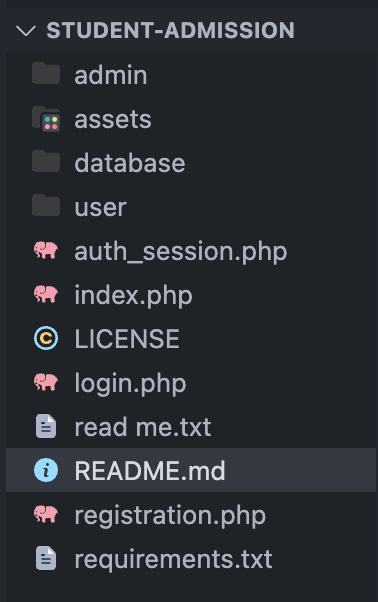 STUDENT-ADMISSION
admin
assets
database
user
auth_session.php
index.php
LICENSE
login.php
read me.txt
README.md
registration.php
requirements.txt